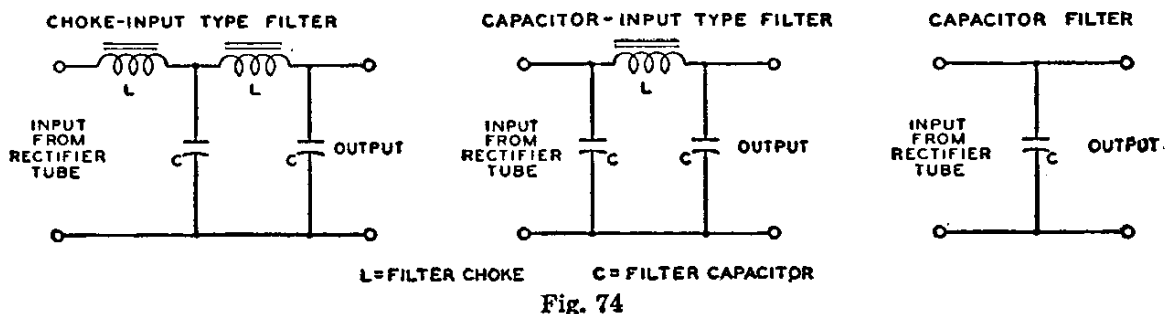 CHOKE-INPUT TYPE FILTER
L
L
INPUT
FROM
RECTIFIER
TUBE
C
C
OUTPUT
CAPACITOR-INPUT TYPE FILTER
L
INPUT
FROM
RECTIFIER
TUBE
C
C
OUTPUT
CAPACITOR FILTER
INPUT
FROM
RECTIFIER
TUBE
C
OUTPUT
L=FILTER CHOKE
C=FILTER CAPACITOR
Fig. 74